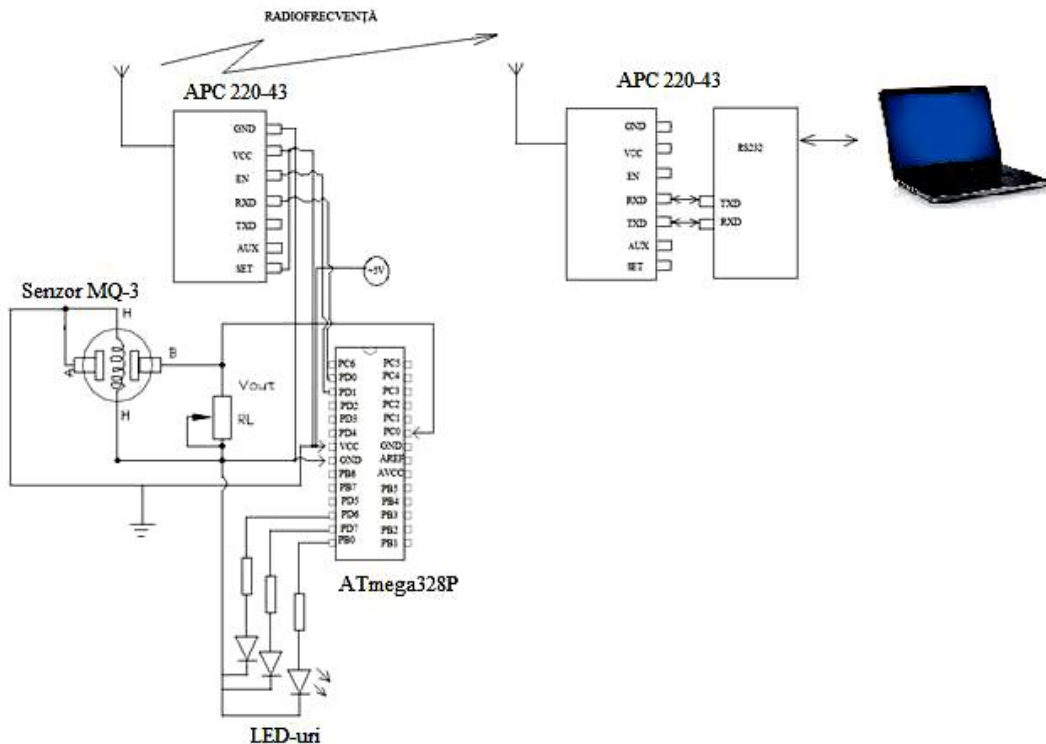 RADIOFRECVENȚĂ
APC 220-43
GND
VCC
EN
RXD
TXD
AUX
SET
APC 220-43
GND
VCC
EN
RXD
TXD
AUX
SET
RS232
TXD
RXD
+5V
Senzor MQ-3
H
A
B
H
Vout
RL
PC6
PD0
PD1
PD2
PD3
PD4
VCC
GND
PB6
PB7
PD5
PD6
PD7
PB0
PC5
PC4
PC3
PC2
PC1
PC0
GND
AREF
AVCC
PB5
PB4
PB3
PB2
PB1
ATmega328P
LED-uri